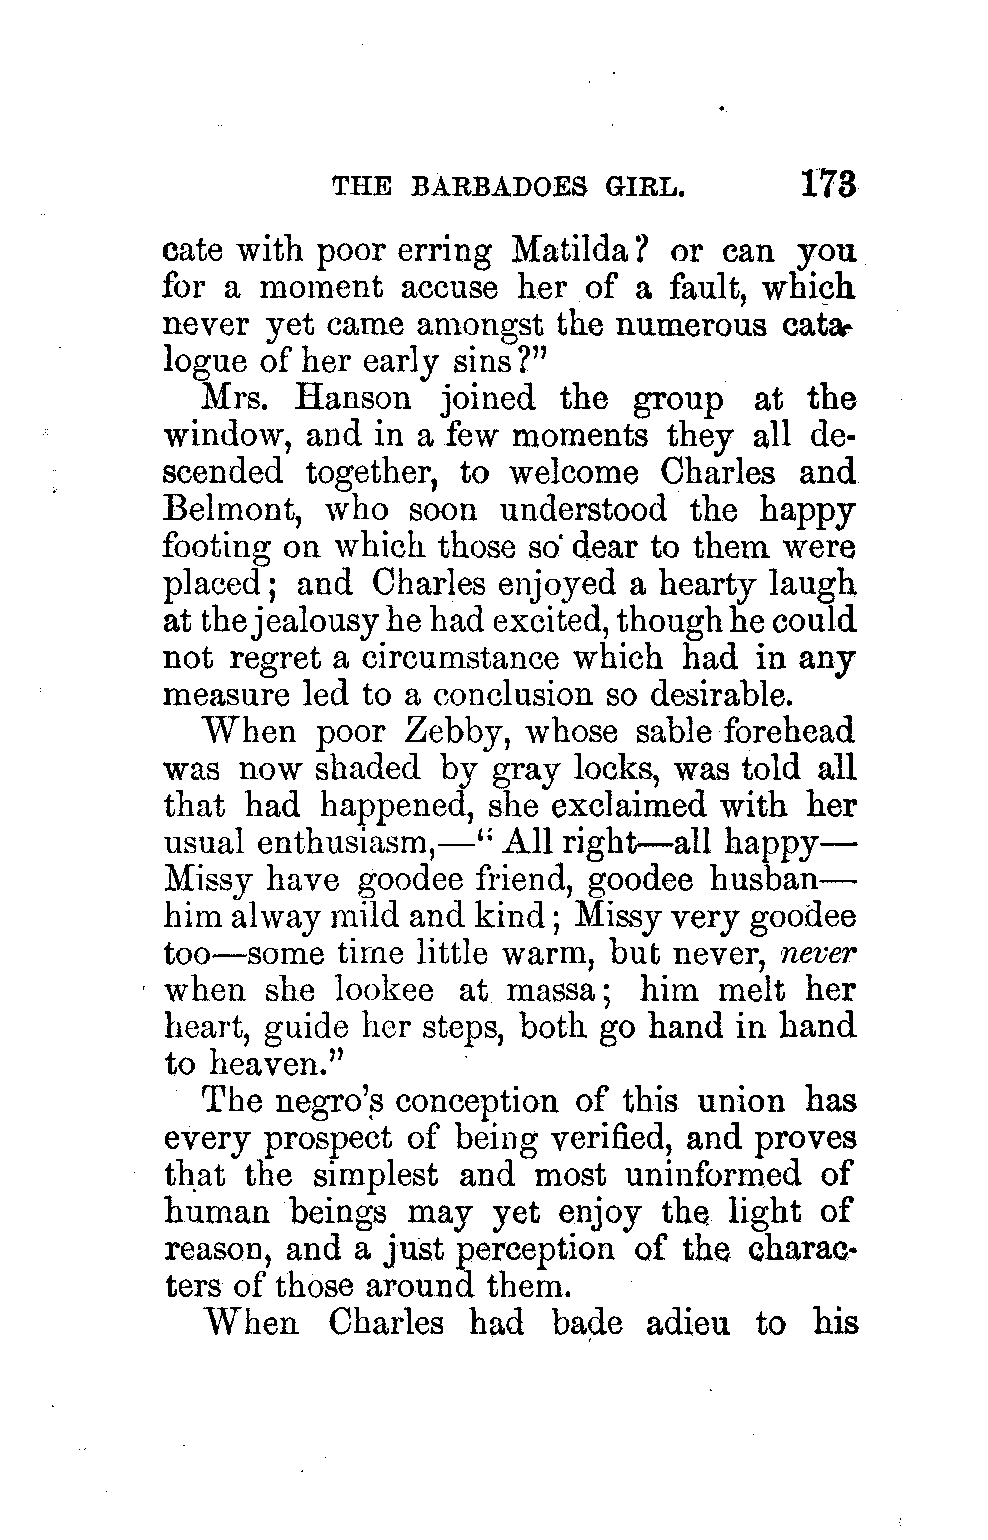 THE BARBADOES GIRL. 173
cate with poor erring Matilda? or can you
for a moment accuse her of a fault, which
never yet came amongst the numerous cata-
logue of her early sins?”
Mrs. Hanson joined the group at the
window, and in a few moments they all de-
scended together, to welcome Charles and
Belmont, who soon understood the happy
footing on which those so dear to them were
placed; and Charles enjoyed a hearty laugh
at the jealousy he had excited, though he could
not regret a circumstance which had in any
measure led to a conclusion so desirable.
When poor Zebby, whose sable forehead
was now shaded by gray locks, was told all
that had happened, she exclaimed with her
usual enthusiasm,—“ All right—all happy—
Missy have goodee friend, goodee husban—
him alway mild and kind; Missy very goodee
too—some time little warm, but never, never
when she lookee at massa; him melt her
heart, guide her steps, both go hand in hand
to heaven.”
The negro’s conception of this union has
every prospect of being verified, and proves
that the simplest and most uninformed of
human beings may yet enjoy the light of
reason, and a just perception of the charac-
ters of those around them.
When Charles had bade adieu to his